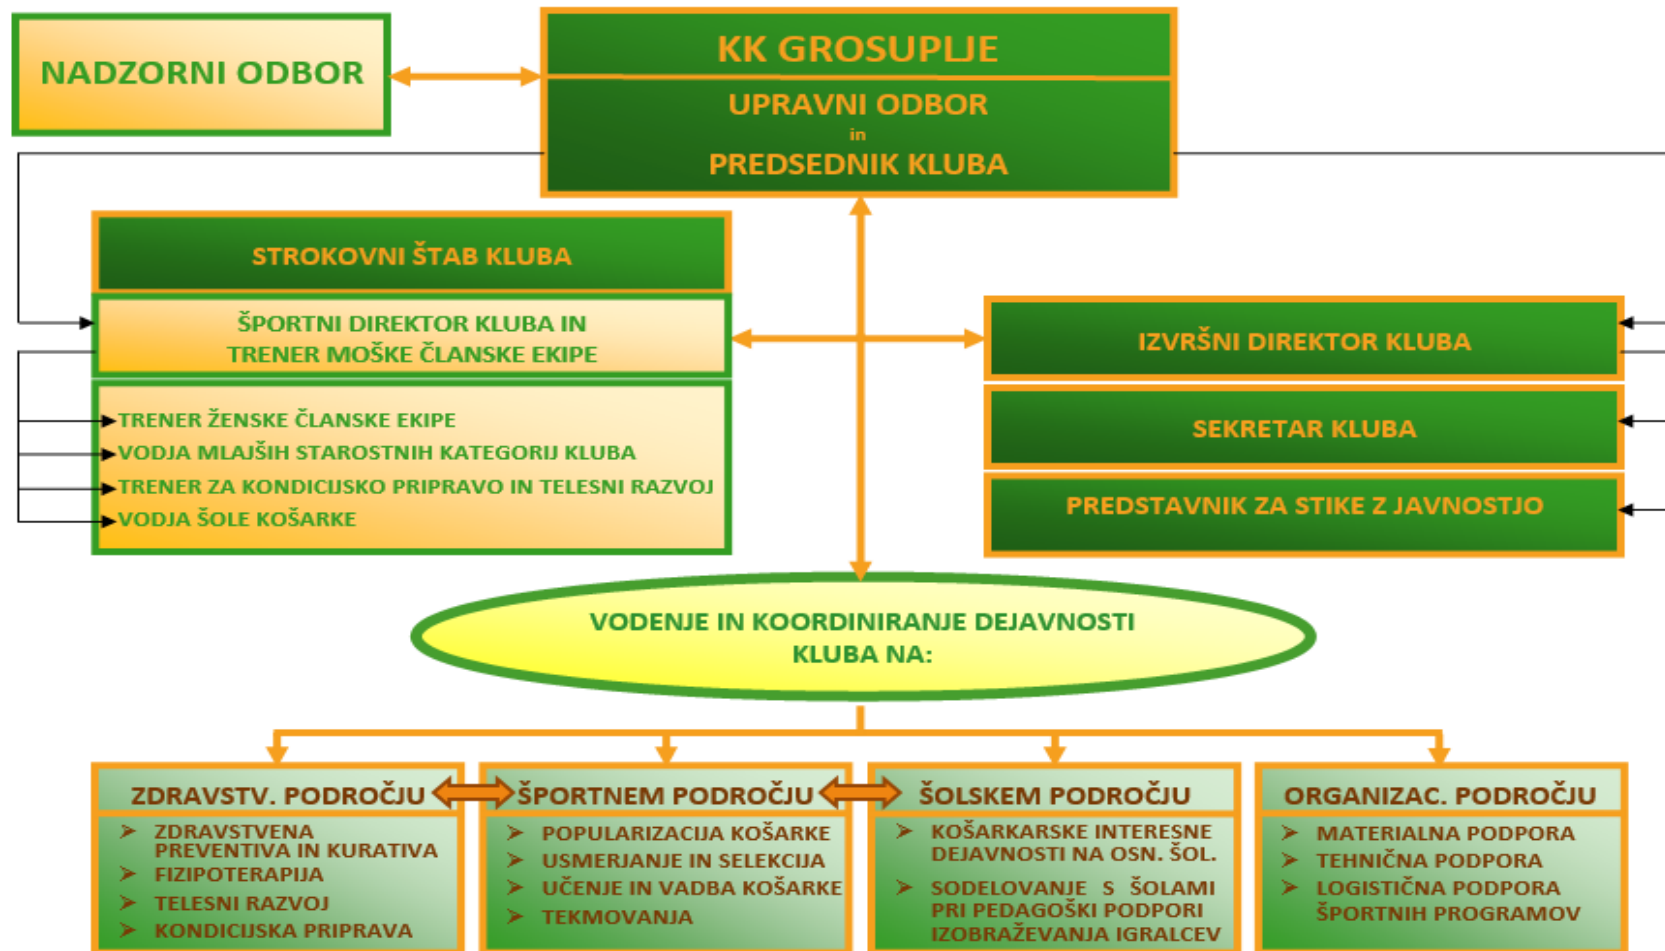 NADZORNI ODBOR
KK GROSUPLJE
UPRAVNI ODBOR
in
PREDSEDNIK KLUBA
STROKOVNI ŠTAB KLUBA
ŠPORTNI DIREKTOR KLUBA IN
TRENER MOŠKE ČLANSKE EKIPE
TRENER ŽENSKE ČLANSKE EKIPE
VODJA MLAJŠIH STAROSTNIH KATEGORIJ KLUBA
TRENER ZA KONDICIJSKO PRIPRAVO IN TELESNI RAZVOJ
VODJA ŠOLE KOŠARKE
IZVRŠNI DIREKTOR KLUBA
SEKRETAR KLUBA
PREDSTAVNIK ZA STIKE Z JAVNOSTJO
VODENJE IN KOORDINIRANJE DEJAVNOSTI
KLUBA NA:
ZDRAVSTV. PODROČJU
➢ ZDRAVSTVENA
PREVENTIVA IN KURATIVA
➢ FIZIPOTERAPIJA
➢ TELESNI RAZVOJ
➢ KONDICIJSKA PRIPRAVA
ŠPORTNEM PODROČJU
➢ POPULARIZACIJA KOŠARKE
➢ USMERJANJE IN SELEKCIJA
➢ UČENJE IN VADBA KOŠARKE
➢ TEKMOVANJA
ŠOLSKEM PODROČJU
➢ KOŠARKARSKE INTERESNE
DEJAVNOSTI NA OSN. ŠOL.
➢ SODELOVANJE S ŠOLAMI
PRI PEDAGOŠKI PODPORI
IZOBRAŽEVANJA IGRALCEV
ORGANIZAC. PODROČJU
➢ MATERIALNA PODPORA
➢ TEHNIČNA PODPORA
➢ LOGISTIČNA PODPORA
ŠPORTNIH PROGRAMOV